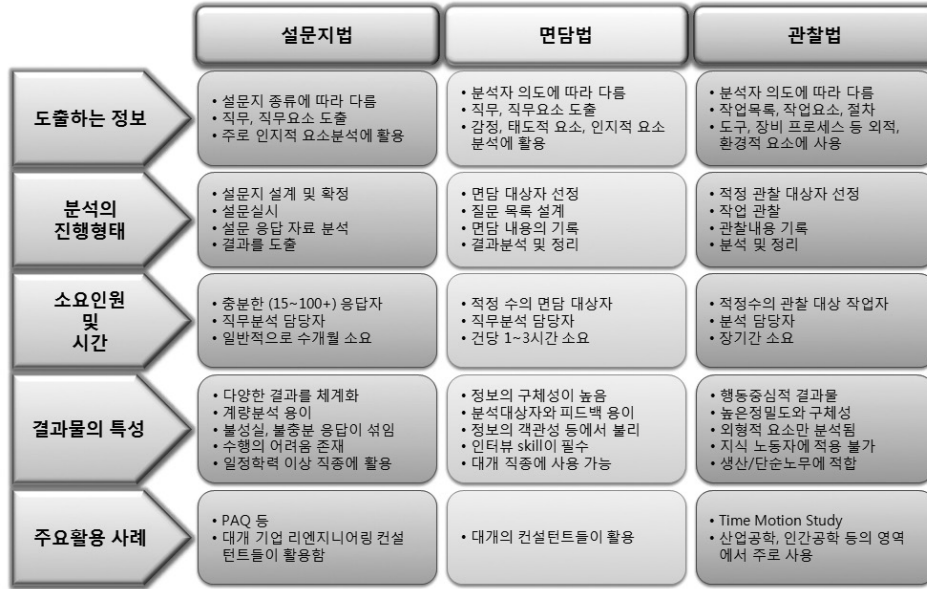 설문지법
면담법
관찰법
도출하는 정보
• 설문지 종류에 따라 다름
• 직무, 직무요소 도출
• 주로 인지적 요소분석에 활용
• 분석자 의도에 따라 다름
• 직무, 직무요소 도출
• 감정, 태도적 요소, 인지적 요소
분석에 활용
• 분석자 의도에 따라 다름
• 작업목록, 작업요소, 절차
• 도구, 장비 프로세스 등 외적,
환경적 요소에 사용
분석의
진행형태
• 설문지 설계 및 확정
• 설문실시
• 설문 응답 자료 분석
• 결과를 도출
• 면담 대상자 선정
• 질문 목록 설계
• 면담 내용의 기록
• 결과분석 및 정리
• 적정 관찰 대상자 선정
• 작업 관찰
• 관찰내용 기록
• 분석 및 정리
소요인원
및
시간
• 충분한 (15~100+) 응답자
• 직무분석 담당자
• 일반적으로 수개월 소요
• 적정 수의 면담 대상자
• 직무분석 담당자
• 건당 1~3시간 소요
• 적정수의 관찰 대상 작업자
• 분석 담당자
• 장기간 소요
결과물의 특성
• 다양한 결과를 체계화
• 계량분석 용이
• 불성실, 불충분 응답이 섞임
• 수행의 어려움 존재
• 일정학력 이상 직종에 활용
• 정보의 구체성이 높음
• 분석대상자와 피드백 용이
• 정보의 객관성 등에서 불리
• 인터뷰 skill이 필수
• 대개 직종에 사용 가능
• 행동중심적 결과물
• 높은정밀도와 구체성
• 외형적 요소만 분석됨
• 지식 노동자에 적용 불가
• 생산/단순노무에 적합
주요활용 사례
• PAQ 등
• 대개 기업 리엔지니어링 컨설
턴트들이 활용함
• 대개의 컨설턴트들이 활용
• Time Motion Study
• 산업공학, 인간공학 등의 영역
에서 주로 사용